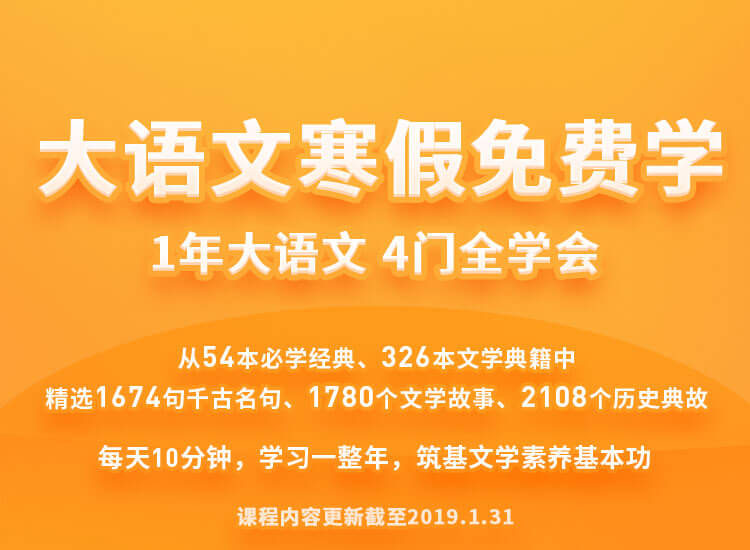 大语文寒假免费学
1年大语文 4门全学会
从54本必学经典、326本文学典籍中
精选1674句千古名句、1780个文学故事、2108个历史典故
每天10分钟，学习一整年，筑基文学素养基本功
课程内容更新截至2019.1.31